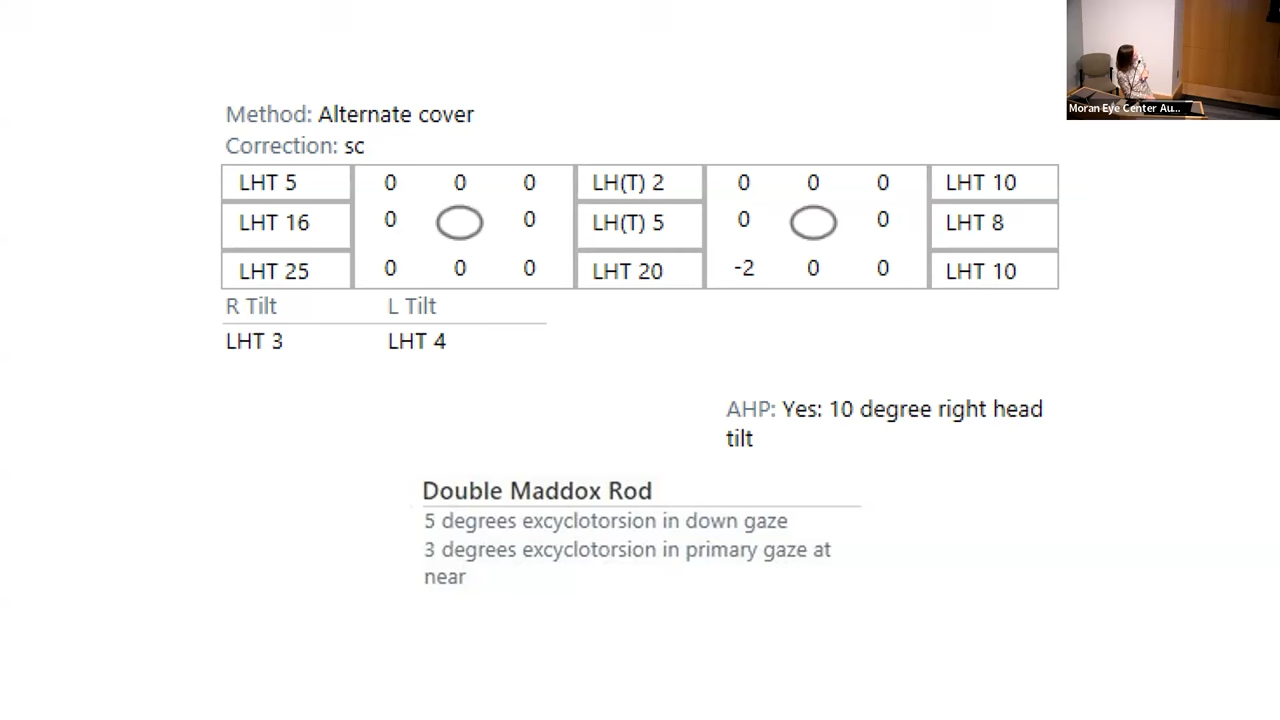 Moran Eye Center Au...
Method: Alternate cover
Correction: sc
LHT 5 0 0 0 LH(T) 2 0 0 0 LHT 10
LHT 16 0 0 LH(T) 5 0 0 LHT 8
LHT 25 0 0 0 LHT 20 -2 0 0 LHT 10
R Tilt L Tilt
LHT 3 LHT 4
AHP: Yes: 10 degree right head
tilt
Double Maddox Rod
5 degrees excyclotorsion in down gaze
3 degrees excyclotorsion in primary gaze at
near